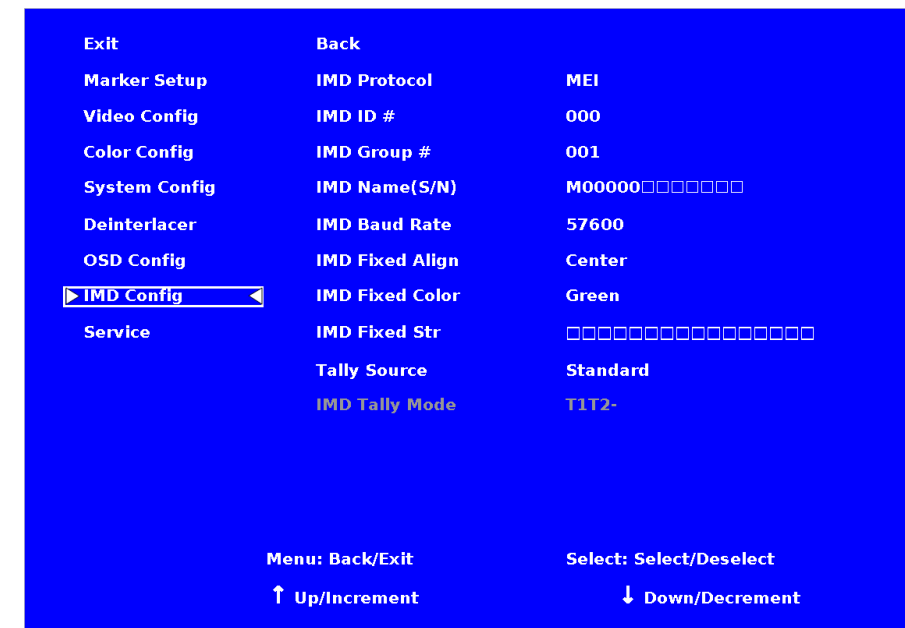 Exit Back
Marker Setup IMD Protocol MEI
Video Config IMD ID # 000
Color Config IMD Group # 001
System Config IMD Name(S/N) M00000□□□□□□□
Deinterlacer IMD Baud Rate 57600
OSD Config IMD Fixed Align Center
IMD Config IMD Fixed Color Green
Service IMD Fixed Str □□□□□□□□□□□□□□□□
Tally Source Standard
IMD Tally Mode T1T2-
Menu: Back/Exit Select: Select/Deselect
↑ Up/Increment ↓ Down/Decrement